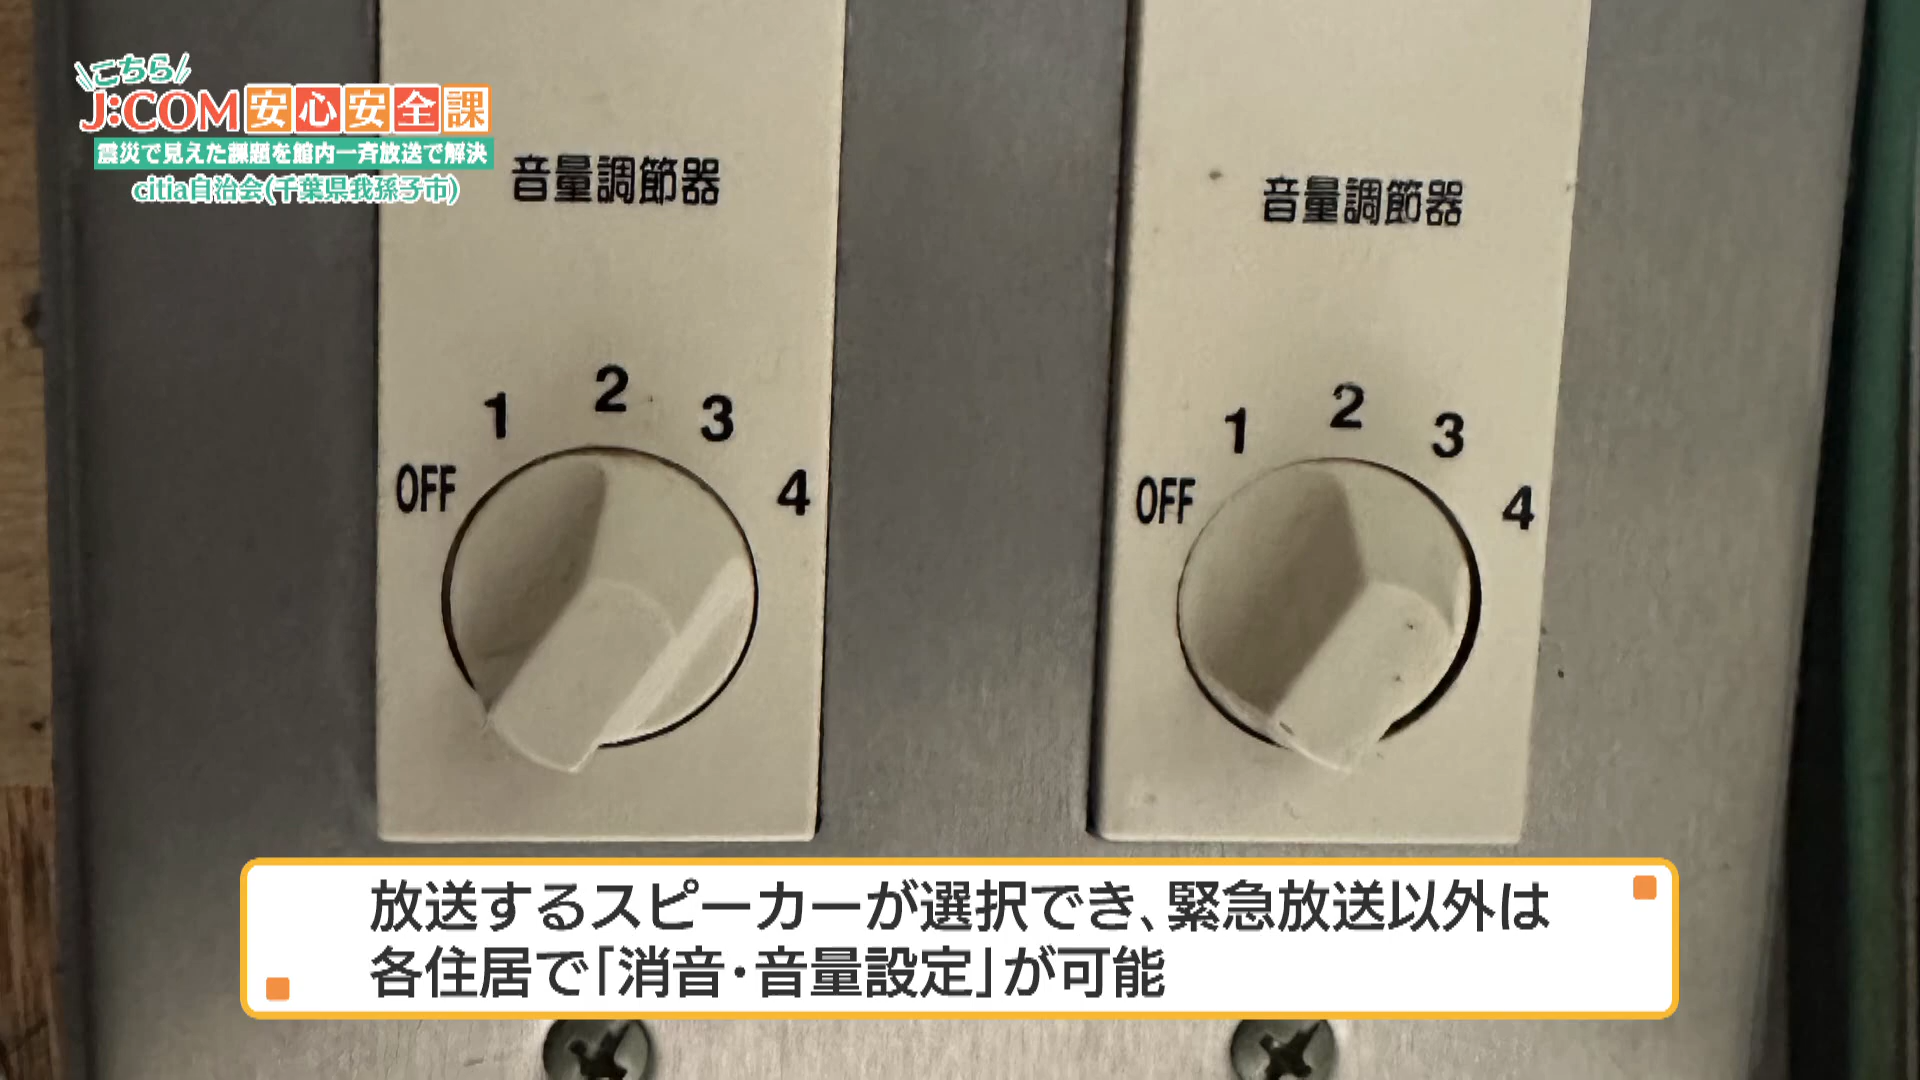 こちら
J:COM安心安全課
震災で見えた課題を館内一斉放送で解決
citia自治会(千葉県我孫子市)
音量調節器
OFF 1 2 3 4
音量調節器
OFF 1 2 3 4
放送するスピーカーが選択でき、緊急放送以外は
各住居で「消音・音量設定」が可能